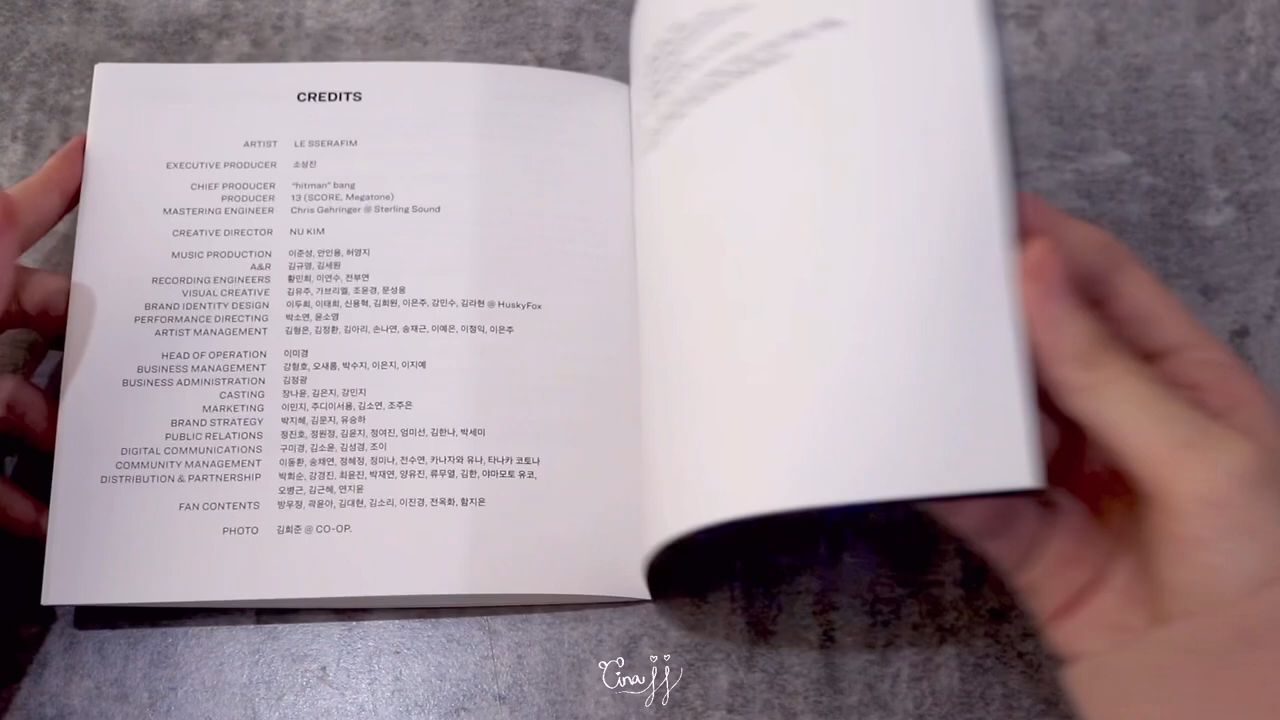 CREDITS
ARTIST LE SSERAFIM
EXECUTIVE PRODUCER 소성진
CHIEF PRODUCER "hitman" bang
PRODUCER 13 (SCORE, Megatone)
MASTERING ENGINEER Chris Gehringer @ Sterling Sound
CREATIVE DIRECTOR NU KIM
MUSIC PRODUCTION 이준성, 안인용, 허영지
A&R 김규영, 김세원
RECORDING ENGINEERS 황민희, 이연수, 전부연
VISUAL CREATIVE 김유주, 가브리엘, 조윤경, 문성웅
BRAND IDENTITY DESIGN 이두희, 이태희, 신용혁, 김희원, 이은주, 강민수, 김라현 @ HuskyFox
PERFORMANCE DIRECTING 박소연, 윤소영
ARTIST MANAGEMENT 김형은, 김정환, 김아리, 손나연, 송재근, 이예은, 이정익, 이은주
HEAD OF OPERATION 이미경
BUSINESS MANAGEMENT 강형호, 오새롬, 박수지, 이은지, 이지예
BUSINESS ADMINISTRATION 김정광
CASTING 장나윤, 김은지, 강민지
MARKETING 이민지, 주디이서용, 김소연, 조주은
BRAND STRATEGY 박지혜, 김문지, 유승하
PUBLIC RELATIONS 정진호, 정원정, 김윤지, 정여진, 엄미선, 김한나, 박세미
DIGITAL COMMUNICATIONS 구미경, 김소윤, 김성경, 조이
COMMUNITY MANAGEMENT 이동환, 송채연, 정혜정, 정미나, 전수연, 카나자와 유나, 타나카 코토나
DISTRIBUTION & PARTNERSHIP 박희순, 강경진, 최윤진, 박재연, 양유진, 류무열, 김한, 야마모토 유코,
오병근, 김근혜, 연지윤
FAN CONTENTS 방우정, 곽윤아, 김대현, 김소리, 이진경, 전옥화, 함지은
PHOTO 김희준 @ CO-OP.
Tina jj